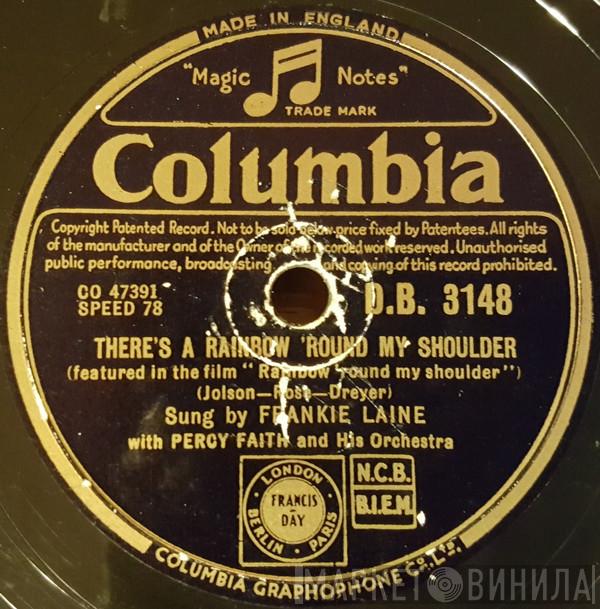 MADE IN ENGLAND
"Magic Notes"
TRADE MARK
Columbia
Copyright Patented Record. Not to be sold below price fixed by Patentees. All rights
of the manufacturer and of the Owner of the recorded work reserved. Unauthorised
public performance, broadcasting and copying of this record prohibited.
CO 47391
SPEED 78
D.B. 3148
THERE'S A RAINBOW 'ROUND MY SHOULDER
(featured in the film "Rainbow 'round my shoulder")
(Jolson—Rose—Dreyer)
Sung by FRANKIE LAINE
with PERCY FAITH and His Orchestra
LONDON
FRANCIS
DAY
BERLIN PARIS
N.C.B.
B.I.E.M.
COLUMBIA GRAPHOPHONE CO. LTD.
МАРКЕТ ВИНИЛА